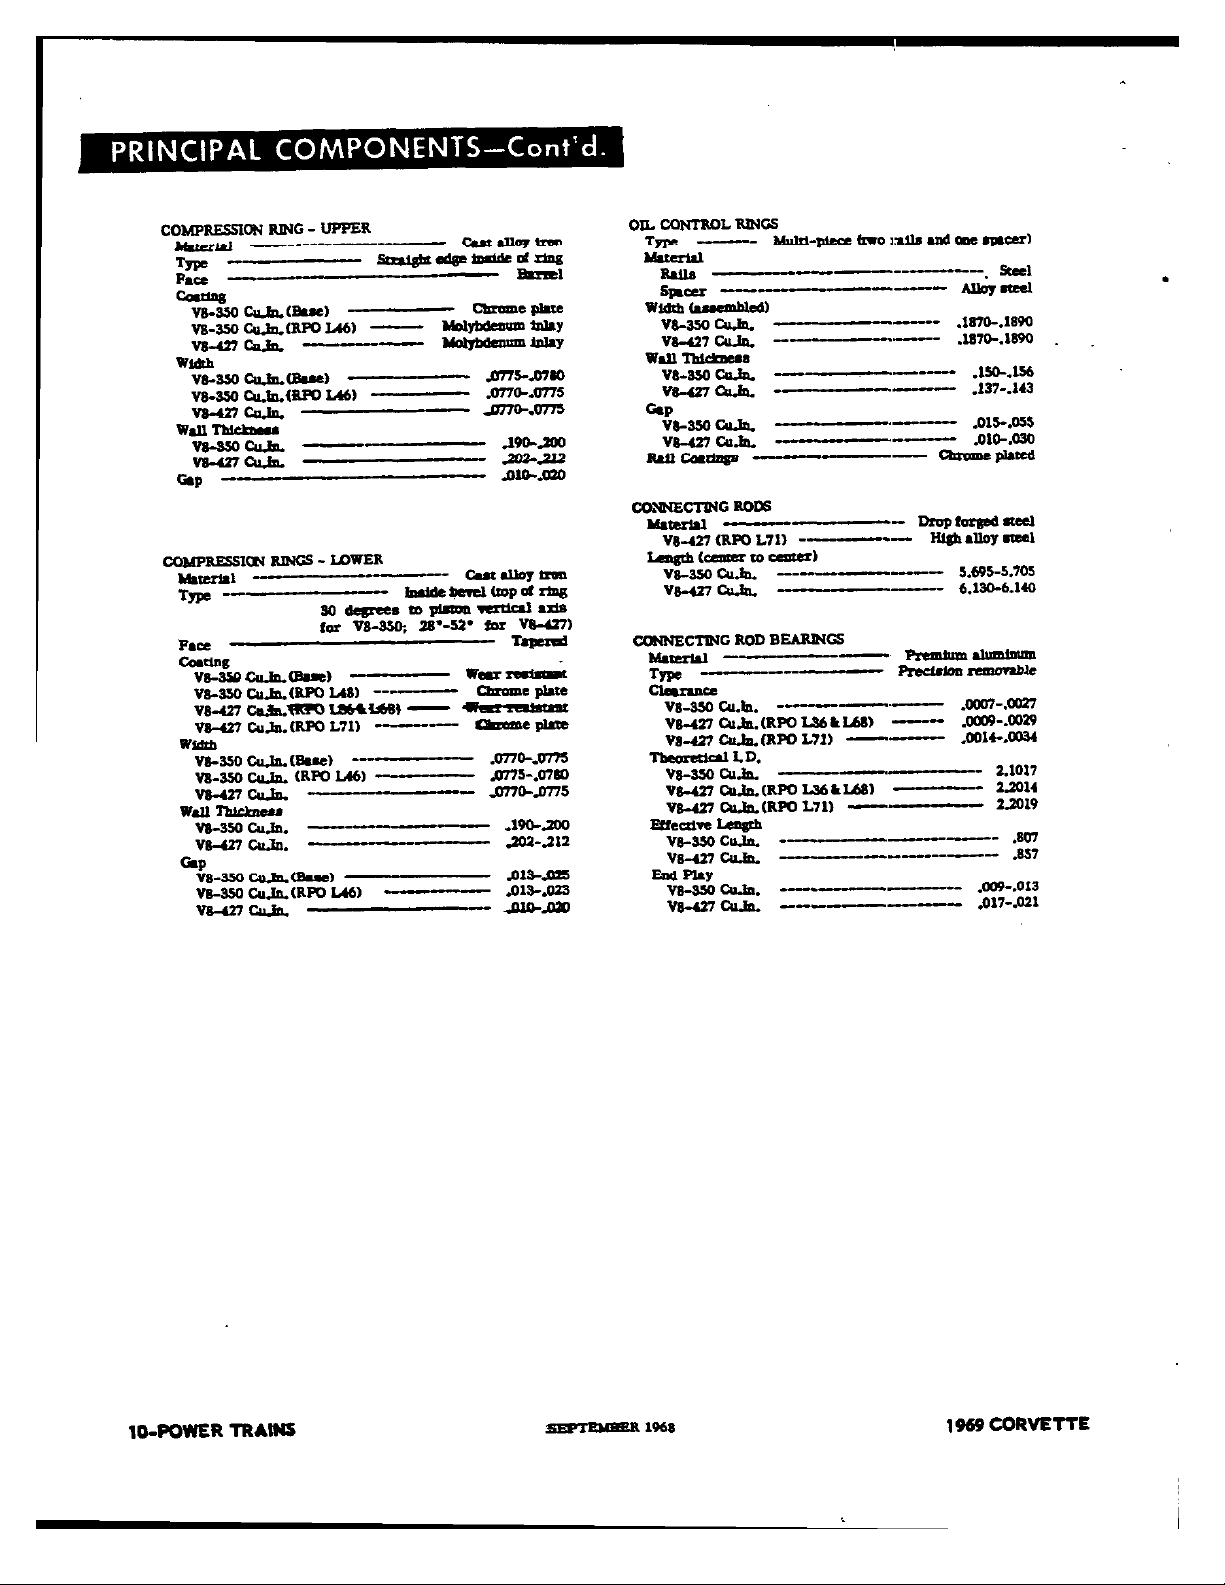 PRINCIPAL COMPONENTS—Cont'd.
COMPRESSION RING - UPPER
Material Cast alloy iron
Type Straight edge inside of ring
Face Barrel
Coating
V8-350 Cu.In. (Base) Chrome plate
V8-350 Cu.In. (RPO L46) Molybdenum inlay
V8-427 Cu.In. Molybdenum inlay
Width
V8-350 Cu.In. (Base) .0775-.0780
V8-350 Cu.In. (RPO L46) .0770-.0775
V8-427 Cu.In. .0770-.0775
Wall Thickness
V8-350 Cu.In. .190-.200
V8-427 Cu.In. .202-.212
Gap .010-.020
COMPRESSION RINGS - LOWER
Material Cast alloy iron
Type Inside bevel (top of ring
30 degrees to piston vertical axis
for V8-350; 28°-52° for V8-427)
Face Tapered
Coating
V8-350 Cu.In. (Base) Wear resistant
V8-350 Cu.In. (RPO L48) Chrome plate
V8-427 Cu.In. (RPO L36 & L68) Wear resistant
V8-427 Cu.In. (RPO L71) Chrome plate
Width
V8-350 Cu.In. (Base) .0770-.0775
V8-350 Cu.In. (RPO L46) .0775-.0780
V8-427 Cu.In. .0770-.0775
Wall Thickness
V8-350 Cu.In. .190-.200
V8-427 Cu.In. .202-.212
Gap
V8-350 Cu.In. (Base) .013-.025
V8-350 Cu.In. (RPO L46) .013-.023
V8-427 Cu.In. .010-.020
OIL CONTROL RINGS
Type Multi-piece (two rails and one spacer)
Material
Rails Steel
Spacer Alloy steel
Width (assembled)
V8-350 Cu.In. .1870-.1890
V8-427 Cu.In. .1870-.1890
Wall Thickness
V8-350 Cu.In. .150-.156
V8-427 Cu.In. .137-.143
Gap
V8-350 Cu.In. .015-.055
V8-427 Cu.In. .010-.030
Rail Coatings Chrome plated
CONNECTING RODS
Material Drop forged steel
V8-427 (RPO L71) High alloy steel
Length (center to center)
V8-350 Cu.In. 5.695-5.705
V8-427 Cu.In. 6.130-6.140
CONNECTING ROD BEARINGS
Material Premium aluminum
Type Precision removable
Clearance
V8-350 Cu.In. .0007-.0027
V8-427 Cu.In. (RPO L36 & L68) .0009-.0029
V8-427 Cu.In. (RPO L71) .0014-.0034
Theoretical I.D.
V8-350 Cu.In. 2.1017
V8-427 Cu.In. (RPO L36 & L68) 2.2014
V8-427 Cu.In. (RPO L71) 2.2019
Effective Length
V8-350 Cu.In. .807
V8-427 Cu.In. .857
End Play
V8-350 Cu.In. .009-.013
V8-427 Cu.In. .017-.021
10-POWER TRAINS
SEPTEMBER 1968
1969 CORVETTE